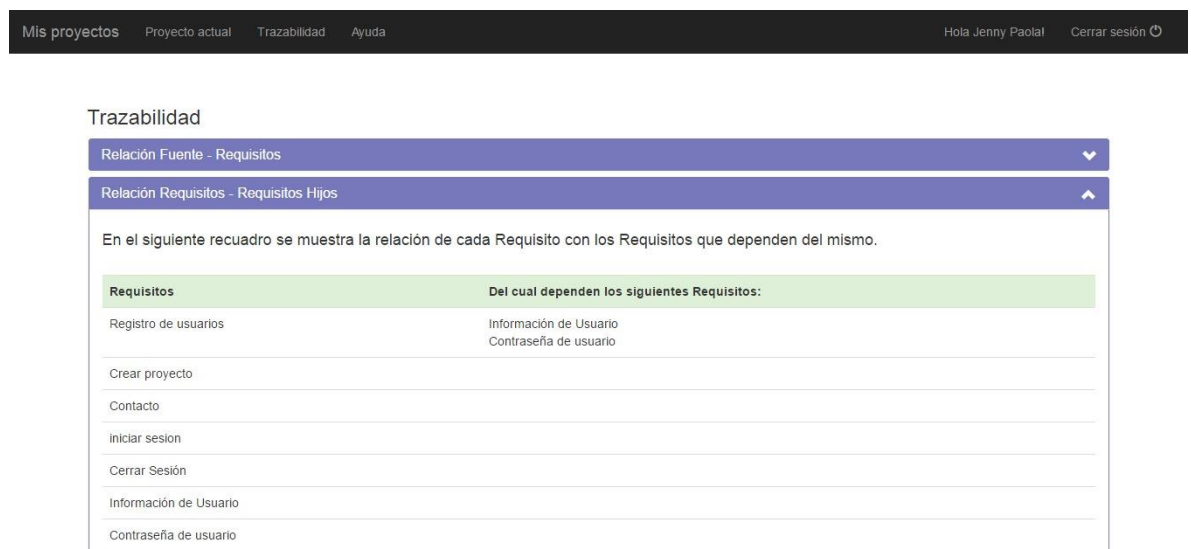 Mis proyectos Proyecto actual Trazabilidad Ayuda Hola Jenny Paola! Cerrar sesión
Trazabilidad
Relación Fuente - Requisitos
Relación Requisitos - Requisitos Hijos
En el siguiente recuadro se muestra la relación de cada Requisito con los Requisitos que dependen del mismo.
Requisitos Del cual dependen los siguientes Requisitos:
Registro de usuarios Información de Usuario
Contraseña de usuario
Crear proyecto
Contacto
iniciar sesion
Cerrar Sesión
Información de Usuario
Contraseña de usuario